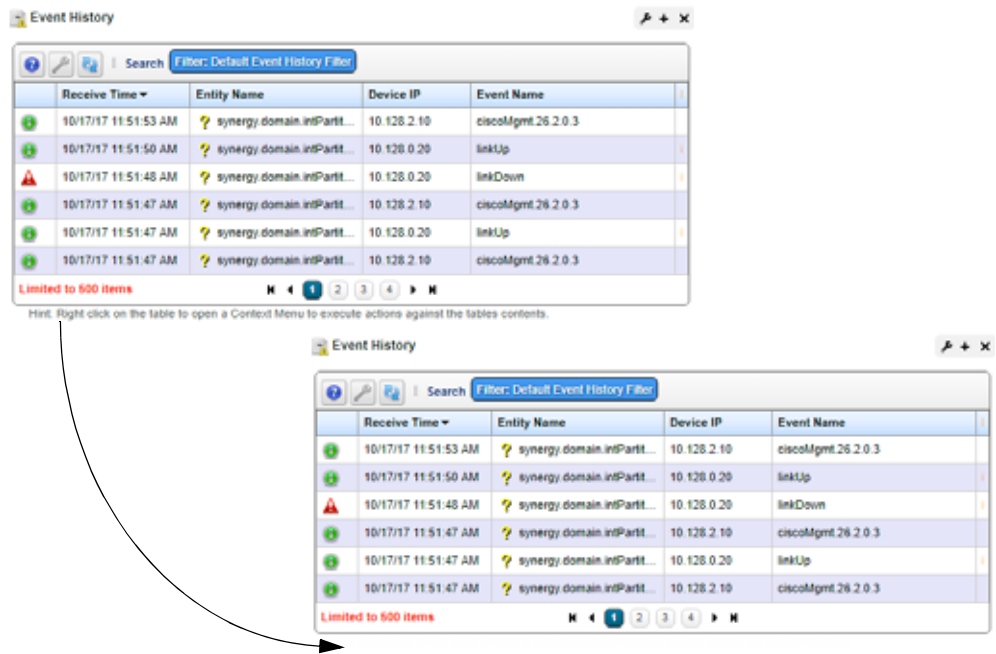 Event History
Search Filter: Default Event History Filter
Receive Time Entity Name Device IP Event Name
10/17/17 11:51:53 AM ? synergy.domain.intPartit... 10.128.2.10 ciscoMgmt.26.2.0.3
10/17/17 11:51:50 AM ? synergy.domain.intPartit... 10.128.0.20 linkUp
10/17/17 11:51:48 AM ? synergy.domain.intPartit... 10.128.0.20 linkDown
10/17/17 11:51:47 AM ? synergy.domain.intPartit... 10.128.2.10 ciscoMgmt.26.2.0.3
10/17/17 11:51:47 AM ? synergy.domain.intPartit... 10.128.0.20 linkUp
10/17/17 11:51:47 AM ? synergy.domain.intPartit... 10.128.2.10 ciscoMgmt.26.2.0.3
Limited to 500 items 1 2 3 4
Hint: Right click on the table to open a Context Menu to execute actions against the tables contents.
Event History
Search Filter: Default Event History Filter
Receive Time Entity Name Device IP Event Name
10/17/17 11:51:53 AM ? synergy.domain.intPartit... 10.128.2.10 ciscoMgmt.26.2.0.3
10/17/17 11:51:50 AM ? synergy.domain.intPartit... 10.128.0.20 linkUp
10/17/17 11:51:48 AM ? synergy.domain.intPartit... 10.128.0.20 linkDown
10/17/17 11:51:47 AM ? synergy.domain.intPartit... 10.128.2.10 ciscoMgmt.26.2.0.3
10/17/17 11:51:47 AM ? synergy.domain.intPartit... 10.128.0.20 linkUp
10/17/17 11:51:47 AM ? synergy.domain.intPartit... 10.128.2.10 ciscoMgmt.26.2.0.3
Limited to 500 items 1 2 3 4